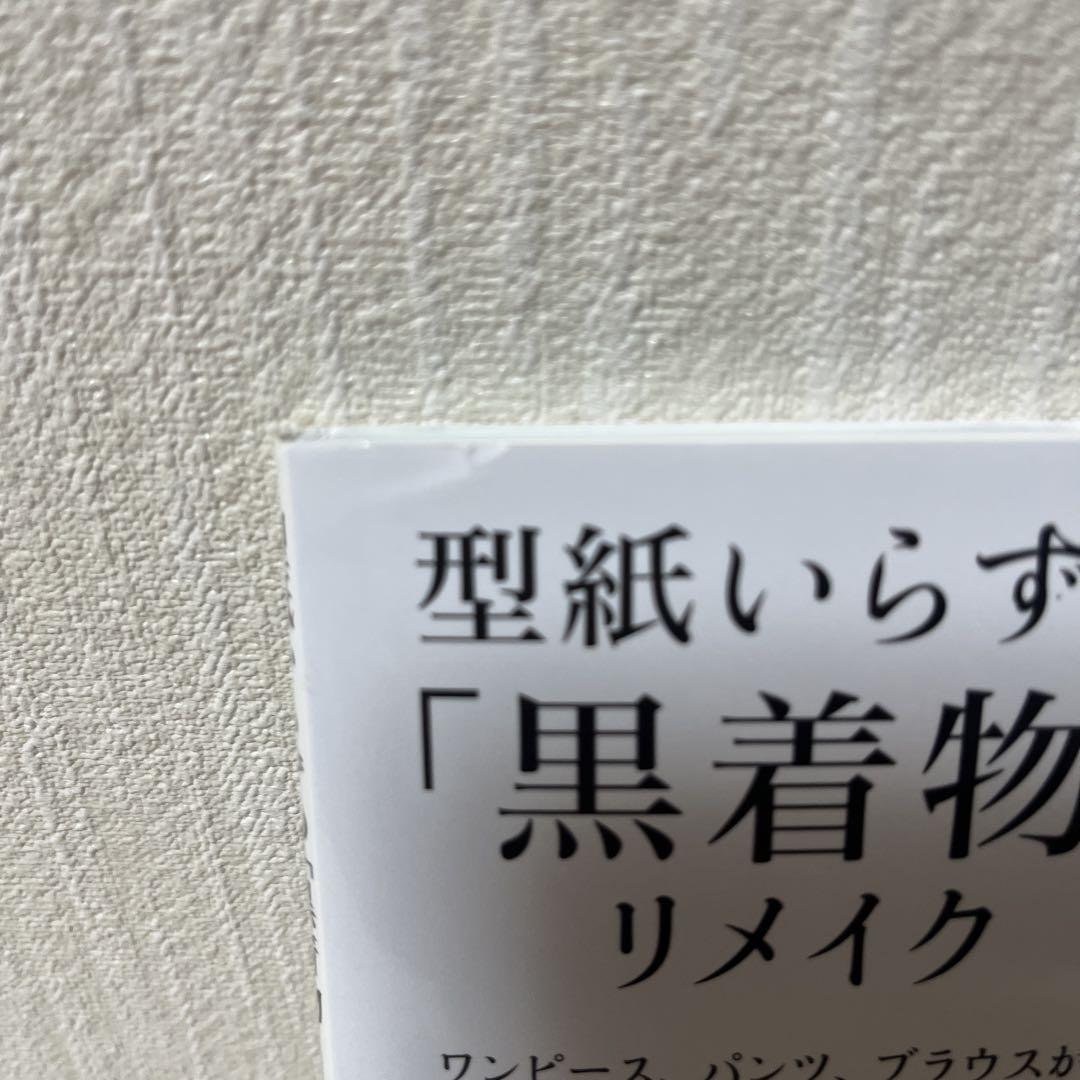 型紙いらず
「黒着物
リメイク
ワンピース、パンツ、ブラウスが